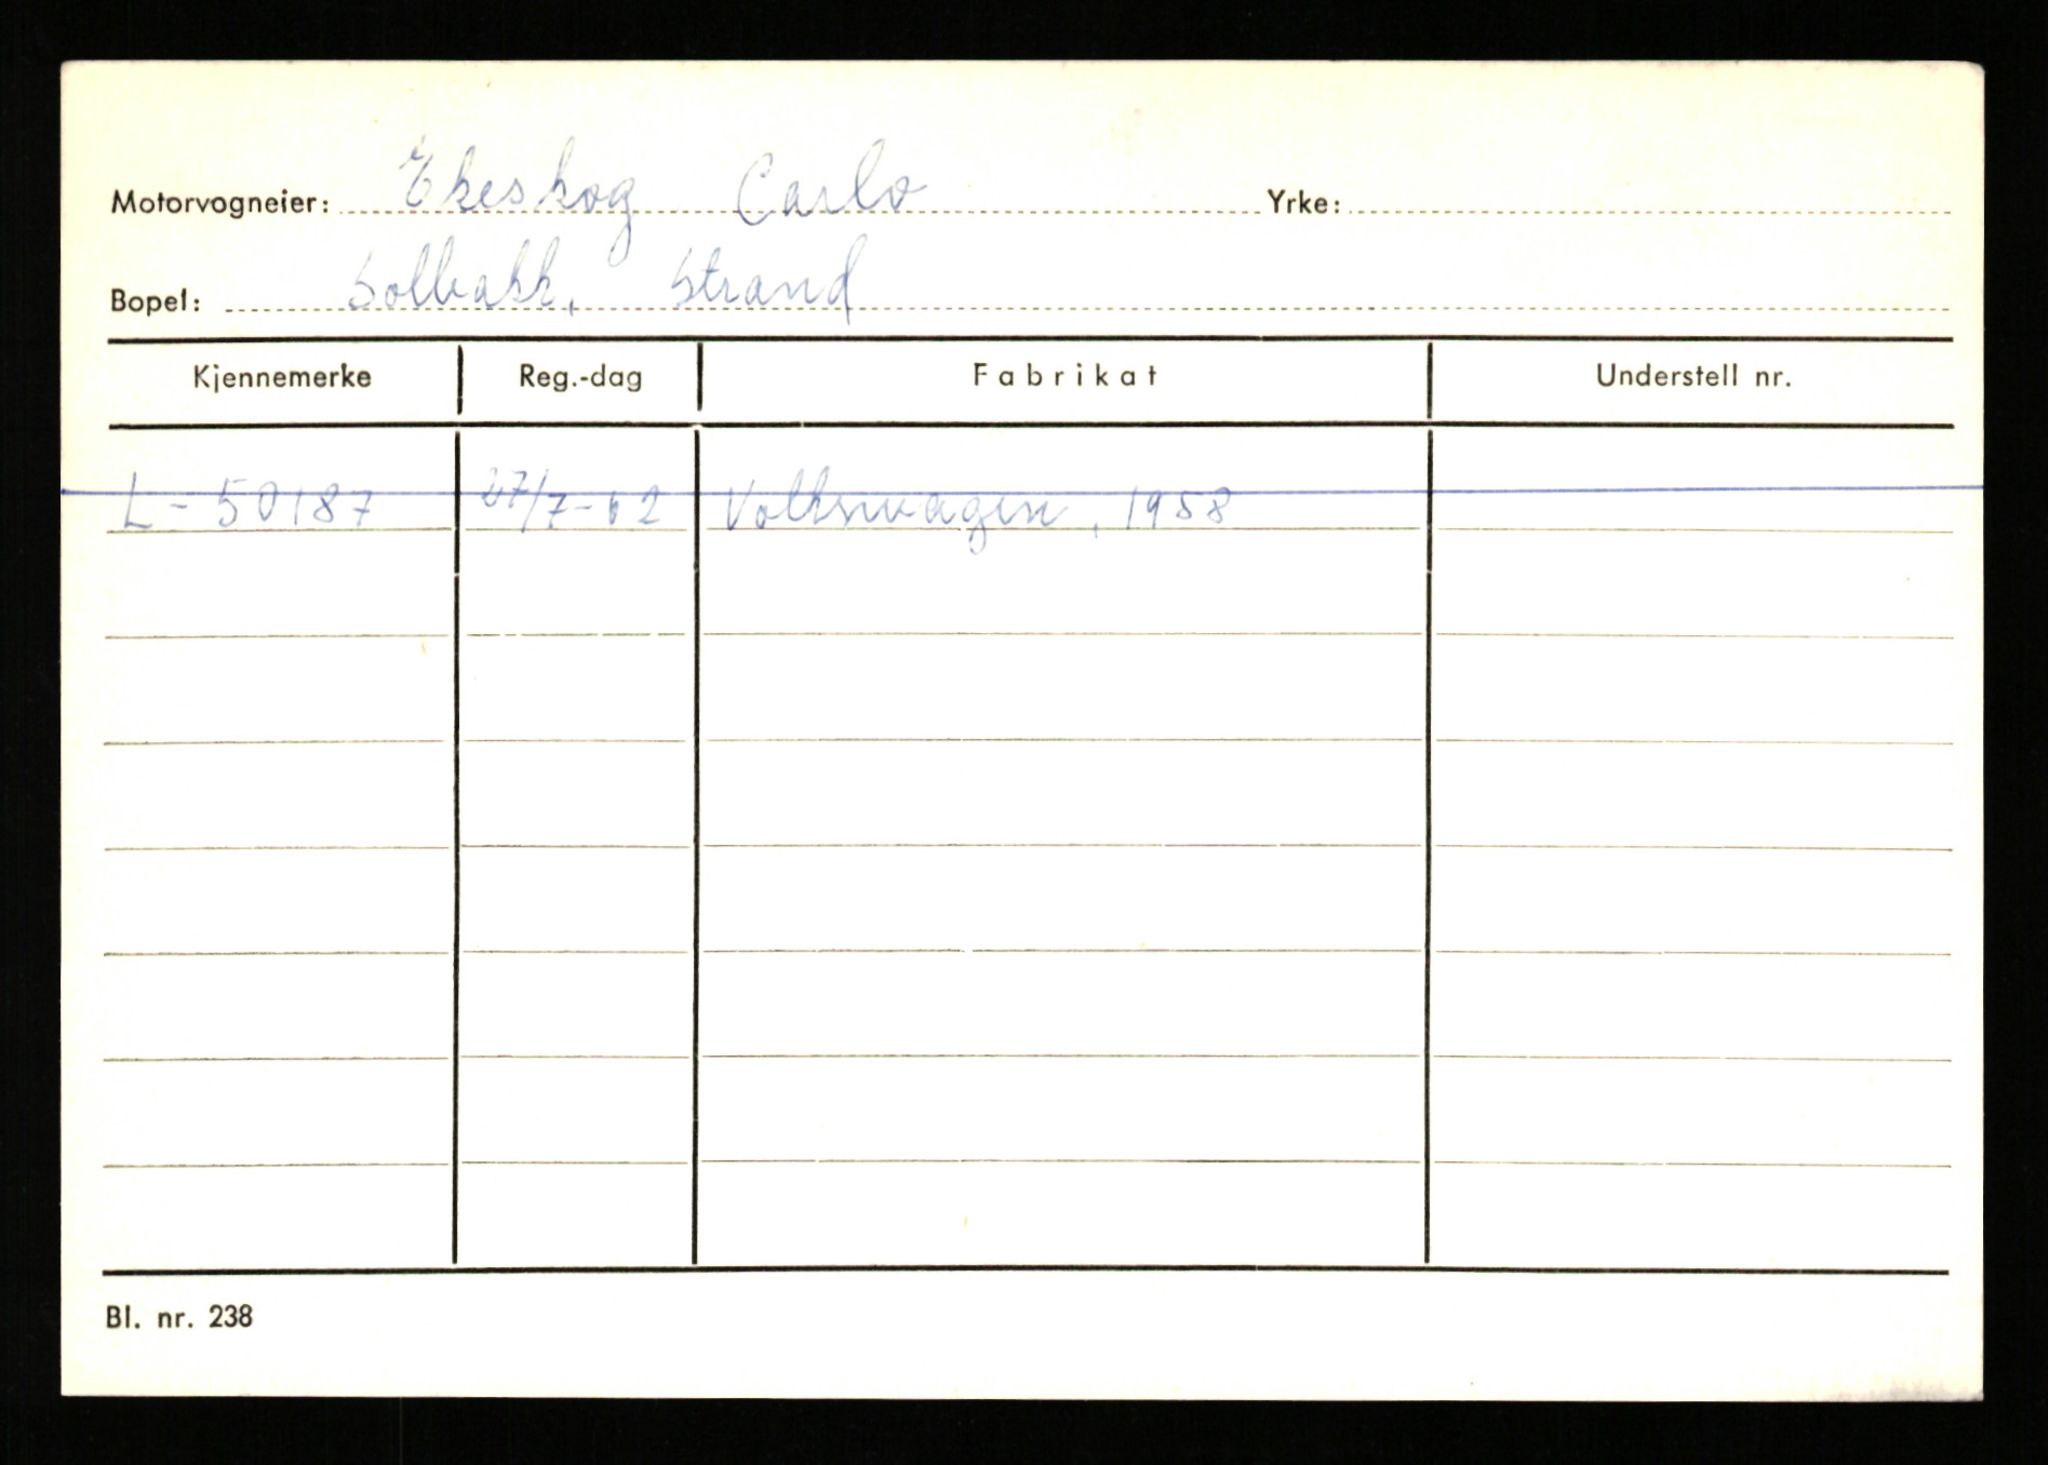 Motorvogneier: Ekeskog Carlo Yrke:
Bopel: Solbakk, Strand
Kjennemerke Reg.-dag Fabrikat Understell nr.
L - 50187 27/7-62 Volkswagen, 1958
Bl. nr. 238